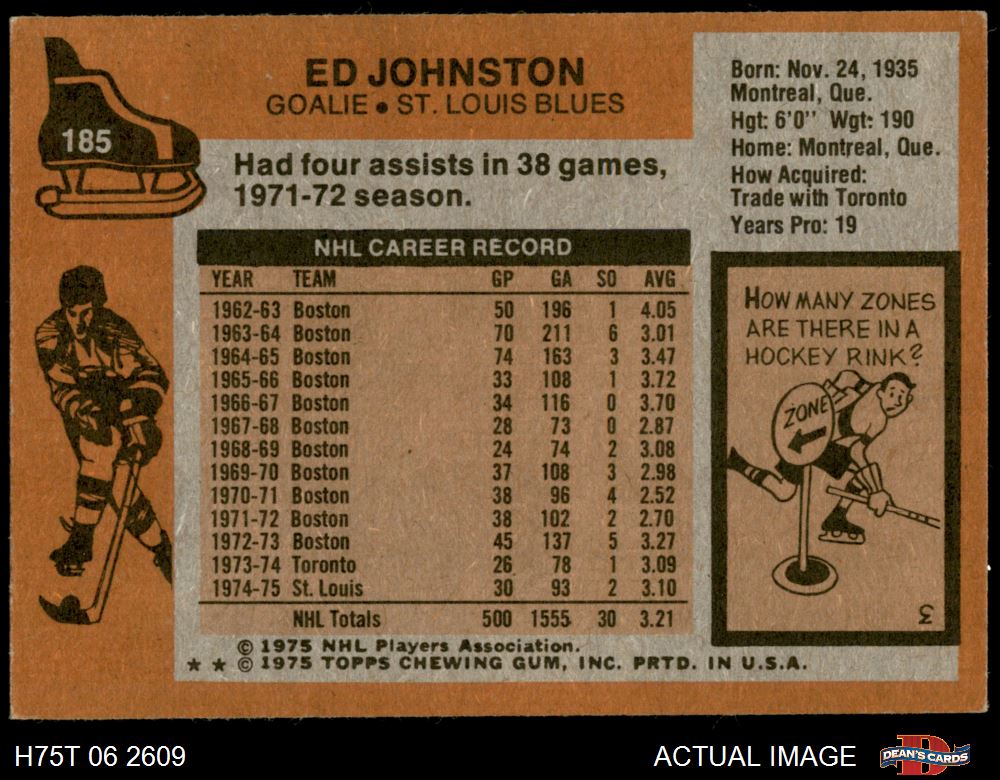 185
ED JOHNSTON
GOALIE • ST. LOUIS BLUES
Had four assists in 38 games,
1971-72 season.
Born: Nov. 24, 1935
Montreal, Que.
Hgt: 6'0" Wgt: 190
Home: Montreal, Que.
How Acquired:
Trade with Toronto
Years Pro: 19
NHL CAREER RECORD
YEAR TEAM GP GA SO AVG
1962-63 Boston 50 196 1 4.05
1963-64 Boston 70 211 6 3.01
1964-65 Boston 74 163 3 3.47
1965-66 Boston 33 108 1 3.72
1966-67 Boston 34 116 0 3.70
1967-68 Boston 28 73 0 2.87
1968-69 Boston 24 74 2 3.08
1969-70 Boston 37 108 3 2.98
1970-71 Boston 38 96 4 2.52
1971-72 Boston 38 102 2 2.70
1972-73 Boston 45 137 5 3.27
1973-74 Toronto 26 78 1 3.09
1974-75 St. Louis 30 93 2 3.10
NHL Totals 500 1555 30 3.21
© 1975 NHL Players Association.
★ ★ © 1975 TOPPS CHEWING GUM, INC. PRTD. IN U.S.A.
HOW MANY ZONES
ARE THERE IN A
HOCKEY RINK?
ZONE
3
H75T 06 2609
ACTUAL IMAGE
DEAN'S CARDS